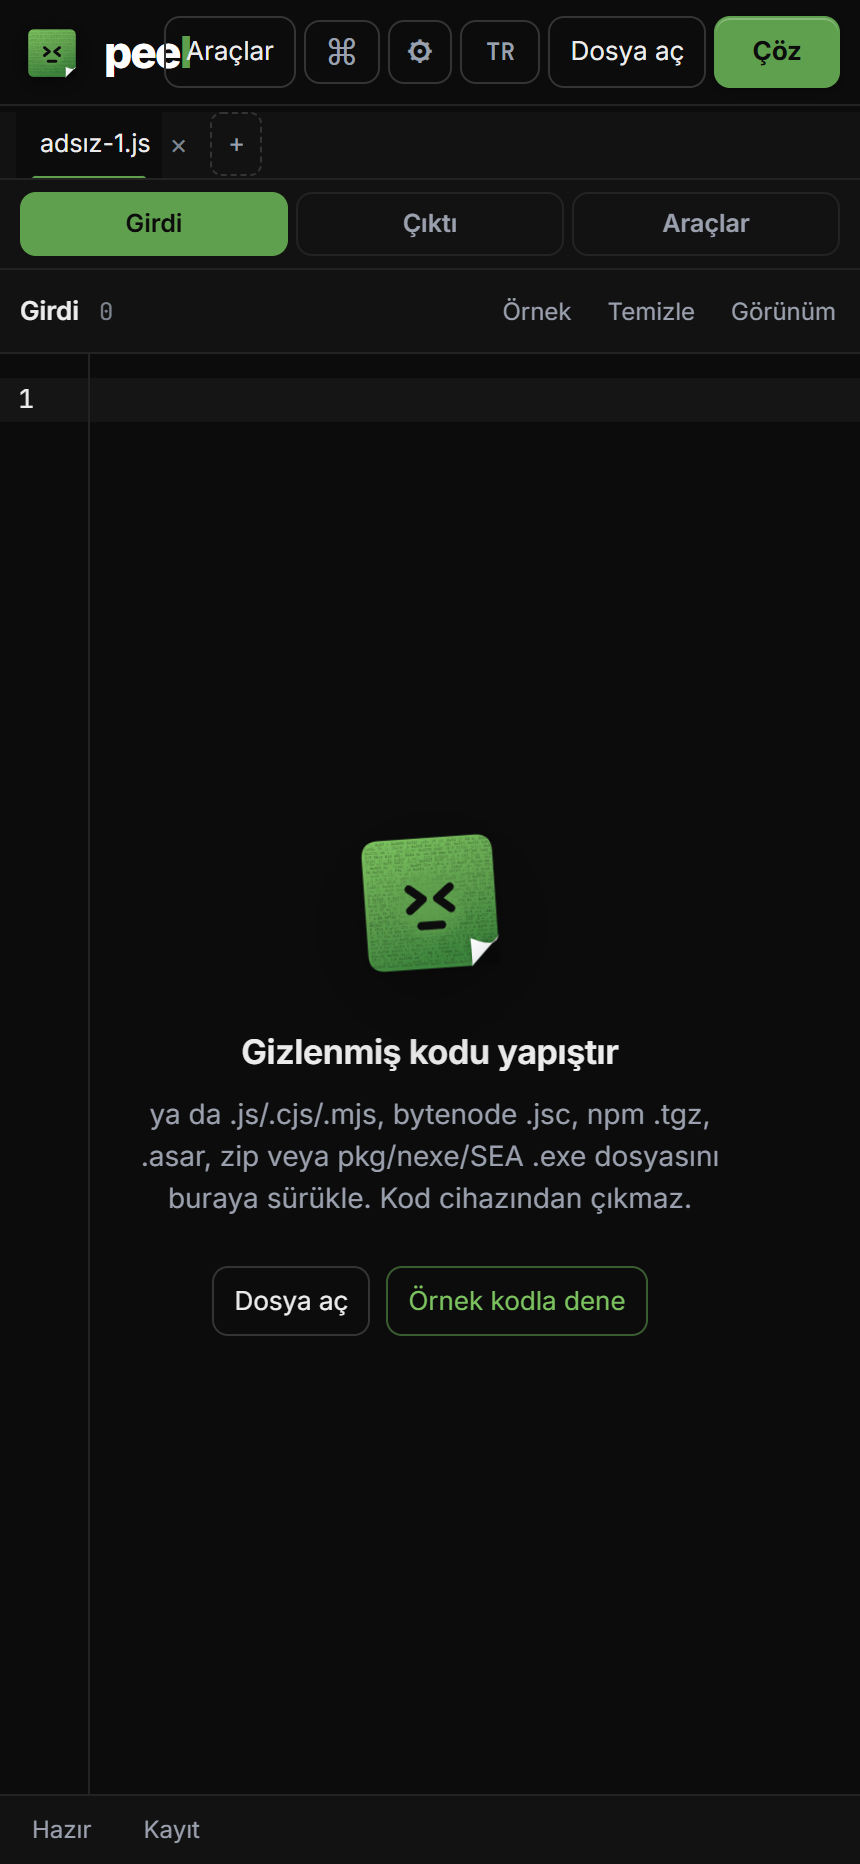 peel
Araçlar
⌘
TR
Dosya aç
Çöz
adsız-1.js
×
+
Girdi
Çıktı
Araçlar
Girdi 0
Örnek
Temizle
Görünüm
1
Gizlenmiş kodu yapıştır
ya da .js/.cjs/.mjs, bytenode .jsc, npm .tgz,
.asar, zip veya pkg/nexe/SEA .exe dosyasını
buraya sürükle. Kod cihazından çıkmaz.
Dosya aç
Örnek kodla dene
Hazır
Kayıt